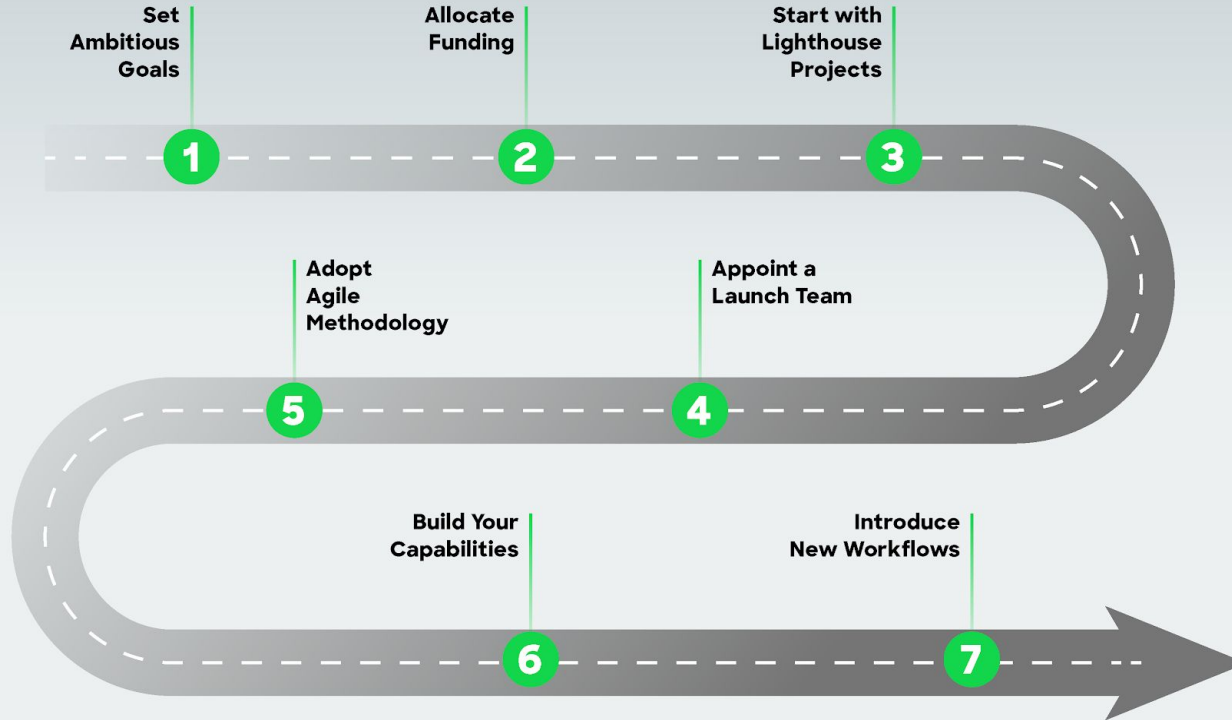 Set
Ambitious
Goals
1
Allocate
Funding
2
Start with
Lighthouse
Projects
3
Appoint a
Launch Team
4
Adopt
Agile
Methodology
5
Build Your
Capabilities
6
Introduce
New Workflows
7